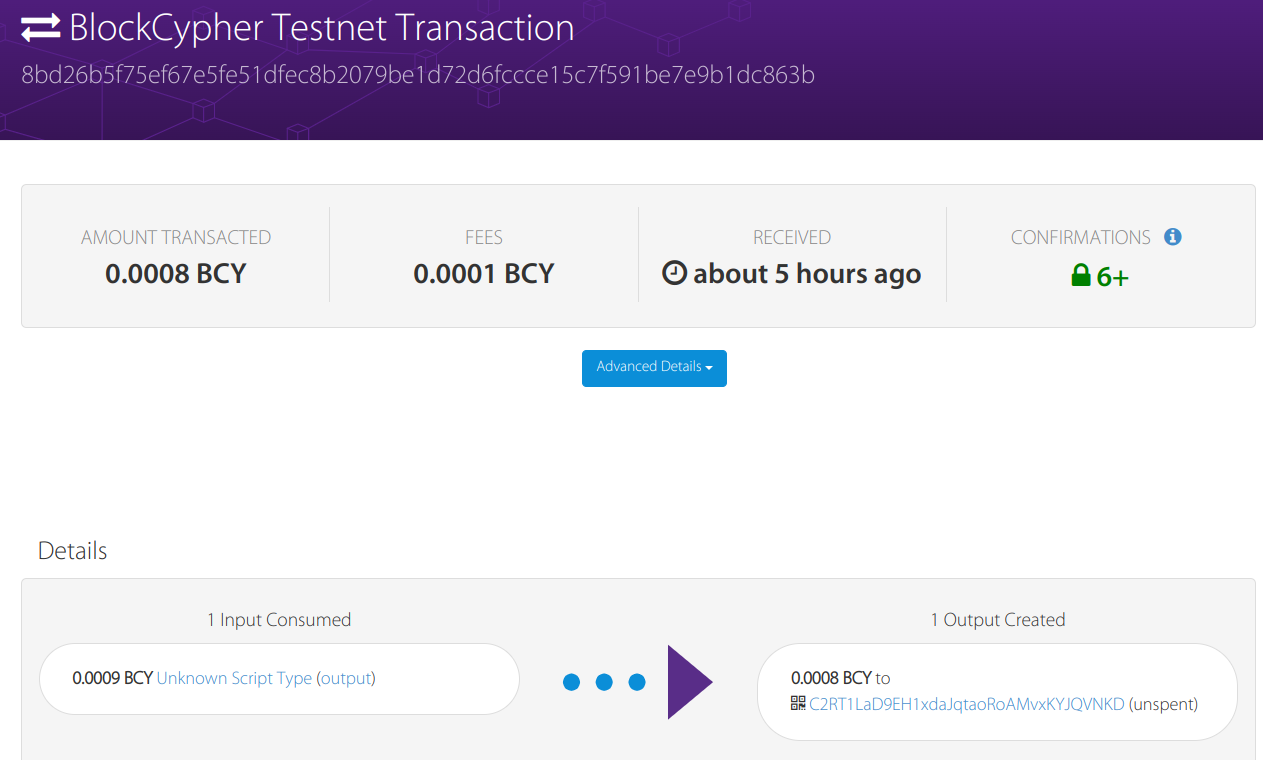 BlockCypher Testnet Transaction
8bd26b5f75ef67e5fe51dfec8b2079be1d72d6fccce15c7f591be7e9b1dc863b
AMOUNT TRANSACTED
0.0008 BCY
FEES
0.0001 BCY
RECEIVED
about 5 hours ago
CONFIRMATIONS
6+
Advanced Details
Details
1 Input Consumed
0.0009 BCY Unknown Script Type (output)
1 Output Created
0.0008 BCY to
C2RT1LaD9EH1xdaJqtaoRoAMvxKYJQVNKD (unspent)